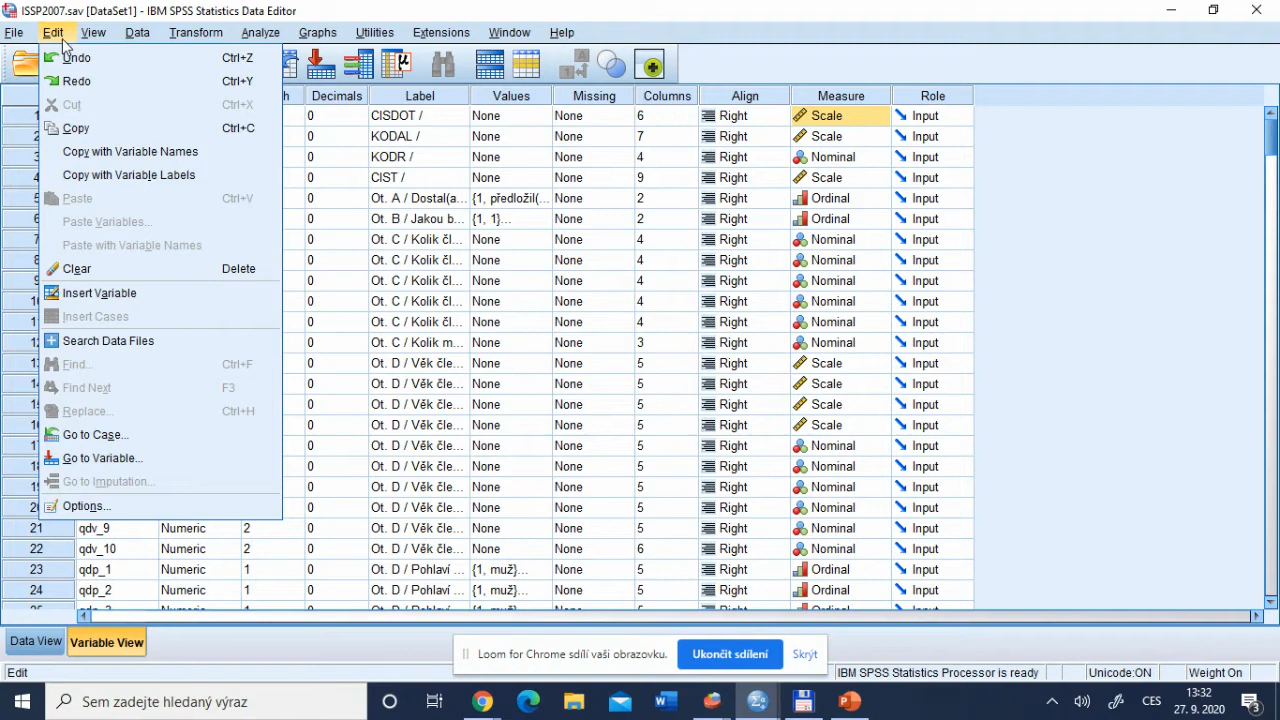 ISSP2007.sav [DataSet1] - IBM SPSS Statistics Data Editor
File Edit View Data Transform Analyze Graphs Utilities Extensions Window Help
Undo Ctrl+Z
Redo Ctrl+Y
Cut Ctrl+X
Copy Ctrl+C
Copy with Variable Names
Copy with Variable Labels
Paste Ctrl+V
Paste Variables...
Paste with Variable Names
Clear Delete
Insert Variable
Insert Cases
Search Data Files
Find... Ctrl+F
Find Next F3
Replace... Ctrl+H
Go to Case...
Go to Variable...
Go to Imputation...
Options...
Decimals Label Values Missing Columns Align Measure Role
0 CISDOT / None None 6 Right Scale Input
0 KODAL / None None 7 Right Scale Input
0 KODR / None None 4 Right Nominal Input
0 CIST / None None 9 Right Scale Input
0 Ot. A / Dostal(a... {1, předložil(... None 2 Right Ordinal Input
0 Ot. B / Jakou b... {1, 1}... None 2 Right Ordinal Input
0 Ot. C / Kolik čl... None None 4 Right Nominal Input
0 Ot. C / Kolik čl... None None 4 Right Nominal Input
0 Ot. C / Kolik čl... None None 4 Right Nominal Input
0 Ot. C / Kolik čl... None None 4 Right Nominal Input
0 Ot. C / Kolik čl... None None 4 Right Nominal Input
0 Ot. C / Kolik m... None None 3 Right Nominal Input
0 Ot. D / Věk čle... None None 5 Right Scale Input
0 Ot. D / Věk čle... None None 5 Right Scale Input
0 Ot. D / Věk čle... None None 5 Right Scale Input
0 Ot. D / Věk čle... None None 5 Right Scale Input
0 Ot. D / Věk čle... None None 5 Right Nominal Input
0 Ot. D / Věk čle... None None 5 Right Nominal Input
0 Ot. D / Věk čle... None None 5 Right Nominal Input
0 Ot. D / Věk čle... None None 5 Right Nominal Input
21 qdv_9 Numeric 2 0 Ot. D / Věk čle... None None 5 Right Nominal Input
22 qdv_10 Numeric 2 0 Ot. D / Věk čle... None None 6 Right Nominal Input
23 qdp_1 Numeric 1 0 Ot. D / Pohlaví ... {1, muž}... None 5 Right Ordinal Input
24 qdp_2 Numeric 1 0 Ot. D / Pohlaví ... {1, muž}... None 5 Right Ordinal Input
Data View Variable View
Loom for Chrome sdílí vaši obrazovku. Ukončit sdílení Skrýt
Edit IBM SPSS Statistics Processor is ready Unicode:ON Weight On
Sem zadejte hledaný výraz
CES
13:32
27. 9. 2020
3